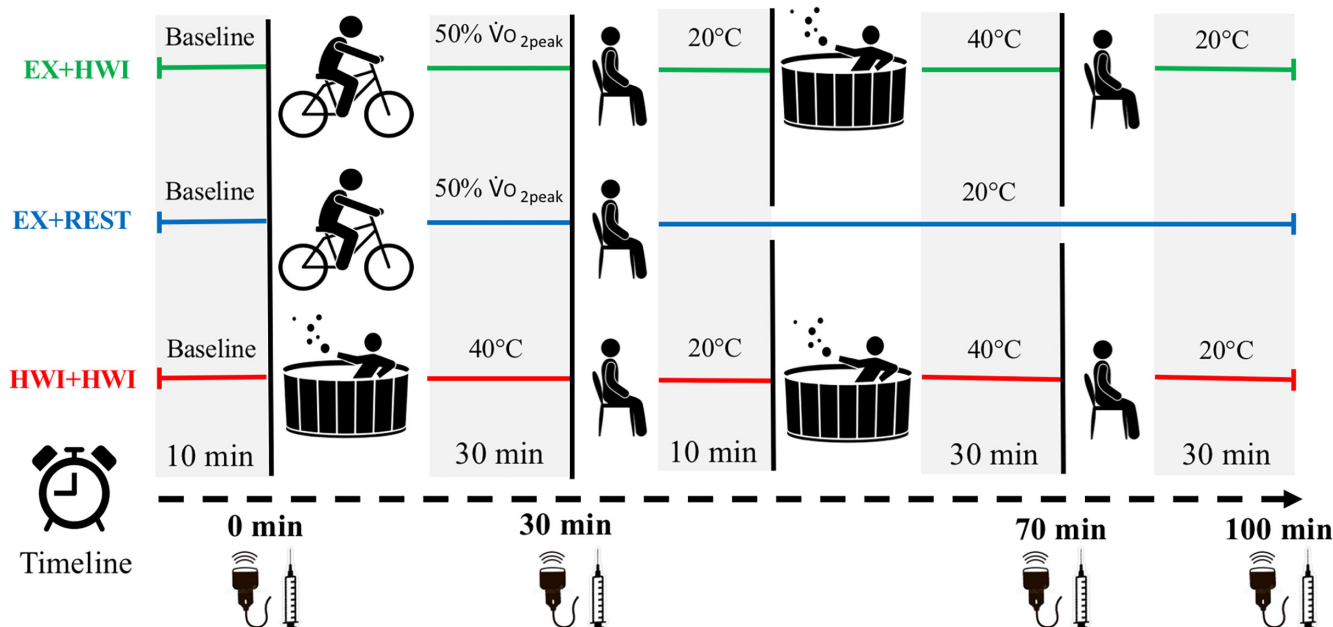 Baseline 50% V̇O2peak 20°C 40°C 20°C
EX+HWI
Baseline 50% V̇O2peak 20°C
EX+REST
Baseline 40°C 20°C 40°C 20°C
HWI+HWI
10 min 30 min 10 min 30 min 30 min
0 min 30 min 70 min 100 min
Timeline